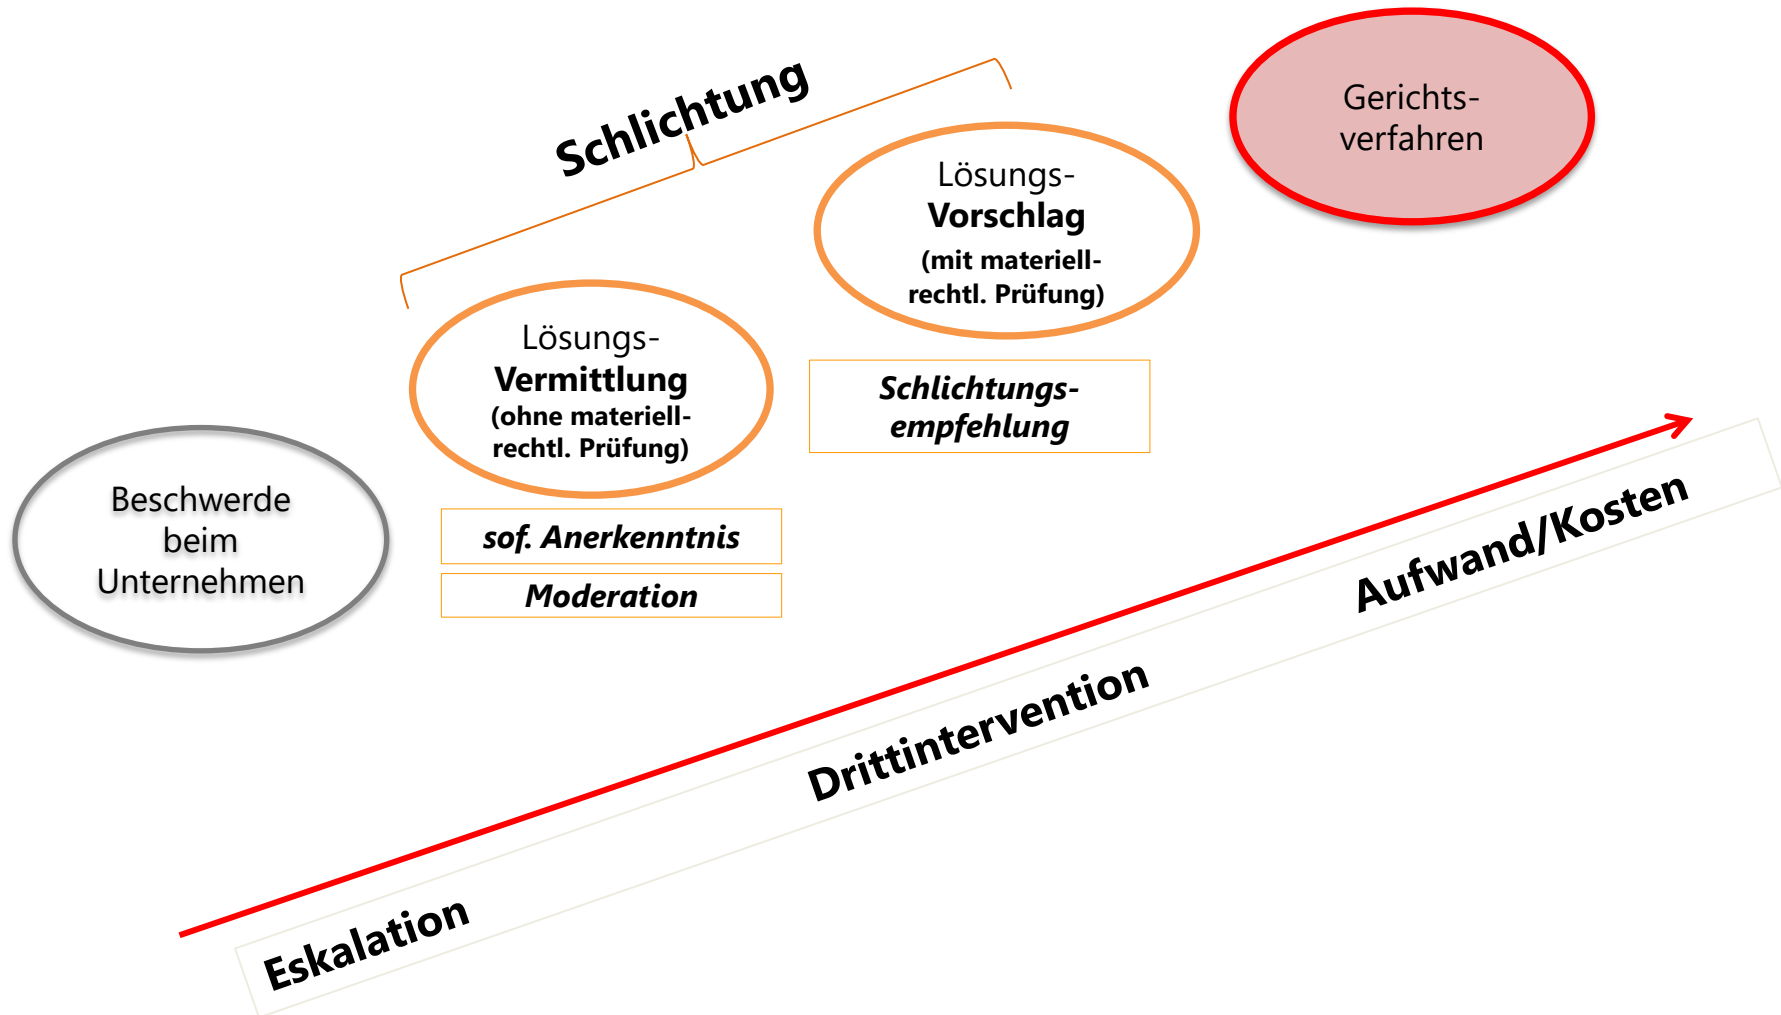 Schlichtung
Gerichts-
verfahren
Lösungs-
Vorschlag
(mit materiell-
rechtl. Prüfung)
Schlichtungs-
empfehlung
Lösungs-
Vermittlung
(ohne materiell-
rechtl. Prüfung)
sof. Anerkenntnis
Moderation
Beschwerde
beim
Unternehmen
Eskalation
Drittintervention
Aufwand/Kosten